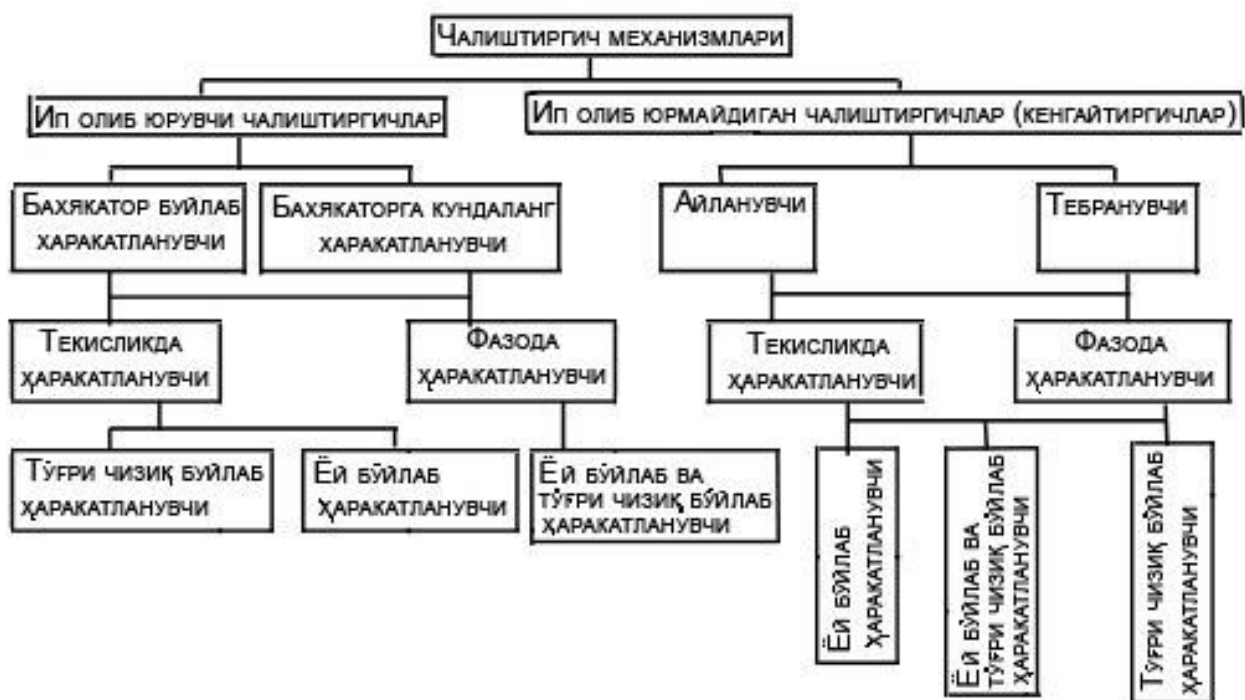 Чалиштиргич механизмлари
Ип олиб юрувчи чалиштиргичлар
Ип олиб юрмайдиган чалиштиргичлар (кенгайтиргичлар)
Бахякатор буйлаб
ҳаракатланувчи
Бахякаторга кундаланг
ҳаракатланувчи
Айланувчи
Тебранувчи
Текисликда
ҳаракатланувчи
Фазода
ҳаракатланувчи
Текисликда
ҳаракатланувчи
Фазода
ҳаракатланувчи
Тўғри чизиқ буйлаб
ҳаракатланувчи
Ёй бўйлаб
ҳаракатланувчи
Ёй бўйлаб ва
тўғри чизиқ бўйлаб
ҳаракатланувчи
Ёй бўйлаб
ҳаракатланувчи
Ёй бўйлаб ва
тўғри чизиқ бўйлаб
ҳаракатланувчи
Тўғри чизиқ бўйлаб
ҳаракатланувчи